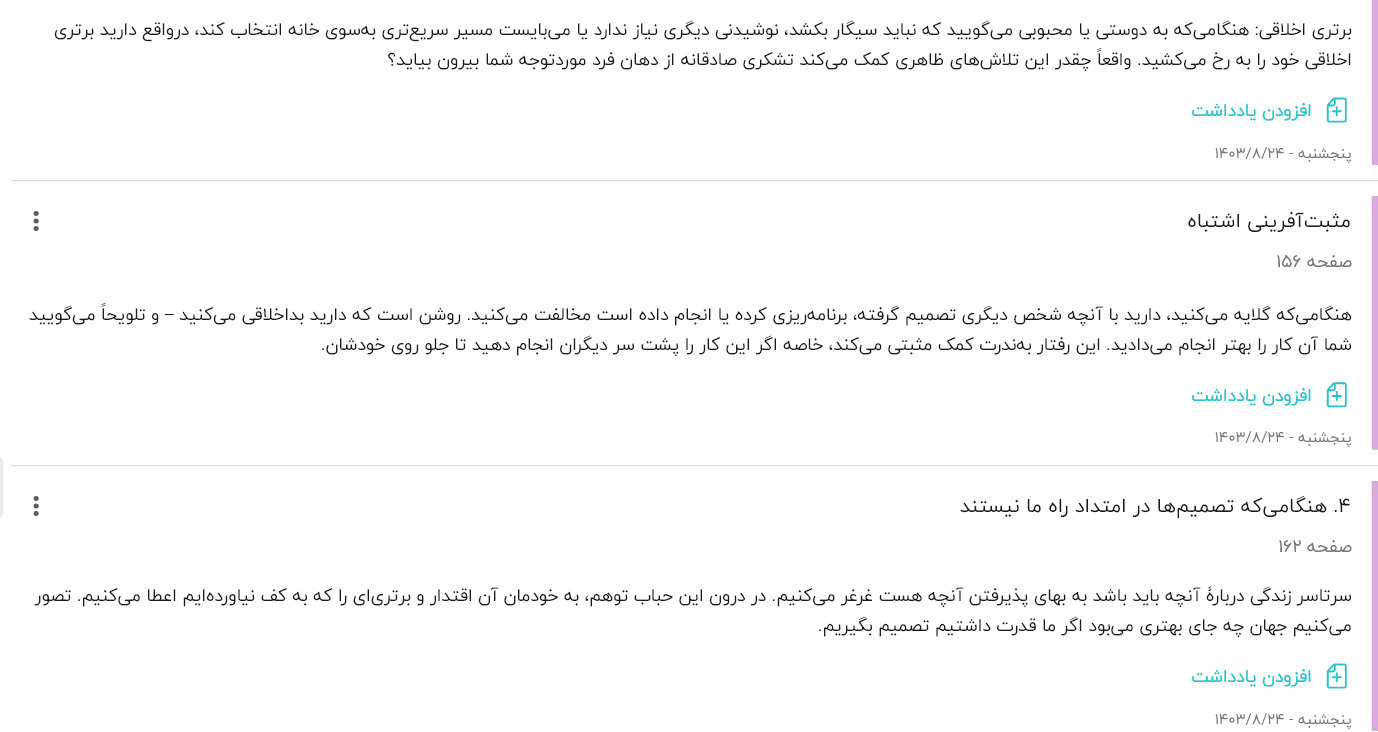 برتری اخلاقی: هنگامی‌که به دوستی یا محبوبی می‌گویید که نباید سیگار بکشد، نوشیدنی دیگری نیاز ندارد یا می‌بایست مسیر سریع‌تری به‌سوی خانه انتخاب کند، درواقع دارید برتری
اخلاقی خود را به رخ می‌کشید. واقعاً چقدر این تلاش‌های ظاهری کمک می‌کند تشکری صادقانه از دهان فرد موردتوجه شما بیرون بیاید؟
افزودن یادداشت
پنجشنبه - ۱۴۰۳/۸/۲۴
مثبت‌آفرینی اشتباه
صفحه ۱۵۶
هنگامی‌که گلایه می‌کنید، دارید با آنچه شخص دیگری تصمیم گرفته، برنامه‌ریزی کرده یا انجام داده است مخالفت می‌کنید. روشن است که دارید بداخلاقی می‌کنید – و تلویحاً می‌گویید
شما آن کار را بهتر انجام می‌دادید. این رفتار به‌ندرت کمک مثبتی می‌کند، خاصه اگر این کار را پشت سر دیگران انجام دهید تا جلو روی خودشان.
افزودن یادداشت
پنجشنبه - ۱۴۰۳/۸/۲۴
۴. هنگامی‌که تصمیم‌ها در امتداد راه ما نیستند
صفحه ۱۶۲
سرتاسر زندگی دربارهٔ آنچه باید باشد به بهای پذیرفتن آنچه هست غرغر می‌کنیم. در درون این حباب توهم، به خودمان آن اقتدار و برتری‌ای را که به کف نیاورده‌ایم اعطا می‌کنیم. تصور
می‌کنیم جهان چه جای بهتری می‌بود اگر ما قدرت داشتیم تصمیم بگیریم.
افزودن یادداشت
پنجشنبه - ۱۴۰۳/۸/۲۴